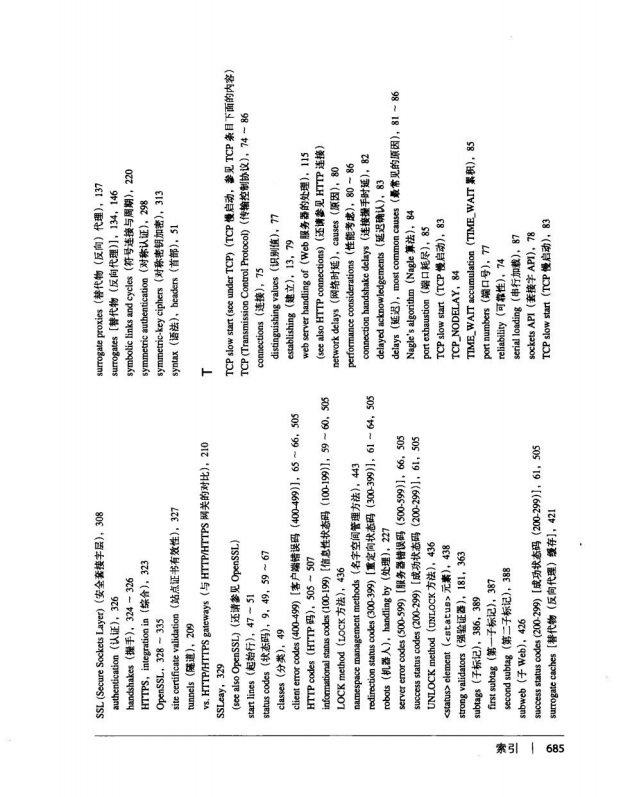 SSL (Secure Sockets Layer)（安全套接字层），308
authentication（认证），326
handshakes（握手），324 ~ 326
HTTPS, integration in（综合），323
OpenSSL，328 ~ 335
site certificate validation（站点证书有效性），327
tunnels（隧道），209
vs. HTTP/HTTPS gateways（与 HTTP/HTTPS 网关的对比），210
SSLeay，329
(see also OpenSSL)（还请参见 OpenSSL）
start lines（起始行），47 ~ 51
status codes（状态码），9，49，59 ~ 67
classes（分类），49
client error codes (400-499)［客户端错误码 (400-499)］，65 ~ 66，505
HTTP codes（HTTP 码），505 ~ 507
informational status codes (100-199)［信息性状态码 (100-199)］，59 ~ 60，505
LOCK method（LOCK 方法），436
namespace management methods（名字空间管理方法），443
redirection status codes (300-399)［重定向状态码 (300-399)］，61 ~ 64，505
robots（机器人），handling by（处理），227
server error codes (500-599)［服务器错误码 (500-599)］，66，505
success status codes (200-299)［成功状态码 (200-299)］，61，505
UNLOCK method（UNLOCK 方法），436
<status> element（<status> 元素），438
strong validators（强验证器），181，363
subtags（子标记），386，389
first subtag（第一子标记），387
second subtag（第二子标记），388
subweb（子 Web），426
success status codes (200-299)［成功状态码 (200-299)］，61，505
surrogate caches［替代物（反向代理）缓存］，421
surrogate proxies（替代物（反向）代理），137
surrogates［替代物（反向代理）］，134，146
symbolic links and cycles（符号连接与周期），220
symmetric authentication（对称认证），298
symmetric-key ciphers（对称密钥加密），313
syntax（语法），headers（首部），51
T
TCP slow start (see under TCP)（TCP 慢启动，参见 TCP 条目下面的内容）
TCP (Transmission Control Protocol)（传输控制协议），74 ~ 86
connections（连接），75
distinguishing values（识别值），77
establishing（建立），13，79
web server handling of（Web 服务器的处理），115
(see also HTTP connections)（还请参见 HTTP 连接）
network delays（网络时延），causes（原因），80
performance considerations（性能考虑），80 ~ 86
connection handshake delays（连接握手时延），82
delayed acknowledgements（延迟确认），83
delays（延迟），most common causes（最常见的原因），81 ~ 86
Nagle's algorithm（Nagle 算法），84
port exhaustion（端口耗尽），85
TCP slow start（TCP 慢启动），83
TCP_NODELAY，84
TIME_WAIT accumulation（TIME_WAIT 累积），85
port numbers（端口号），77
reliability（可靠性），74
serial loading（串行加载），87
sockets API（套接字 API），78
TCP slow start（TCP 慢启动），83
索引 | 685